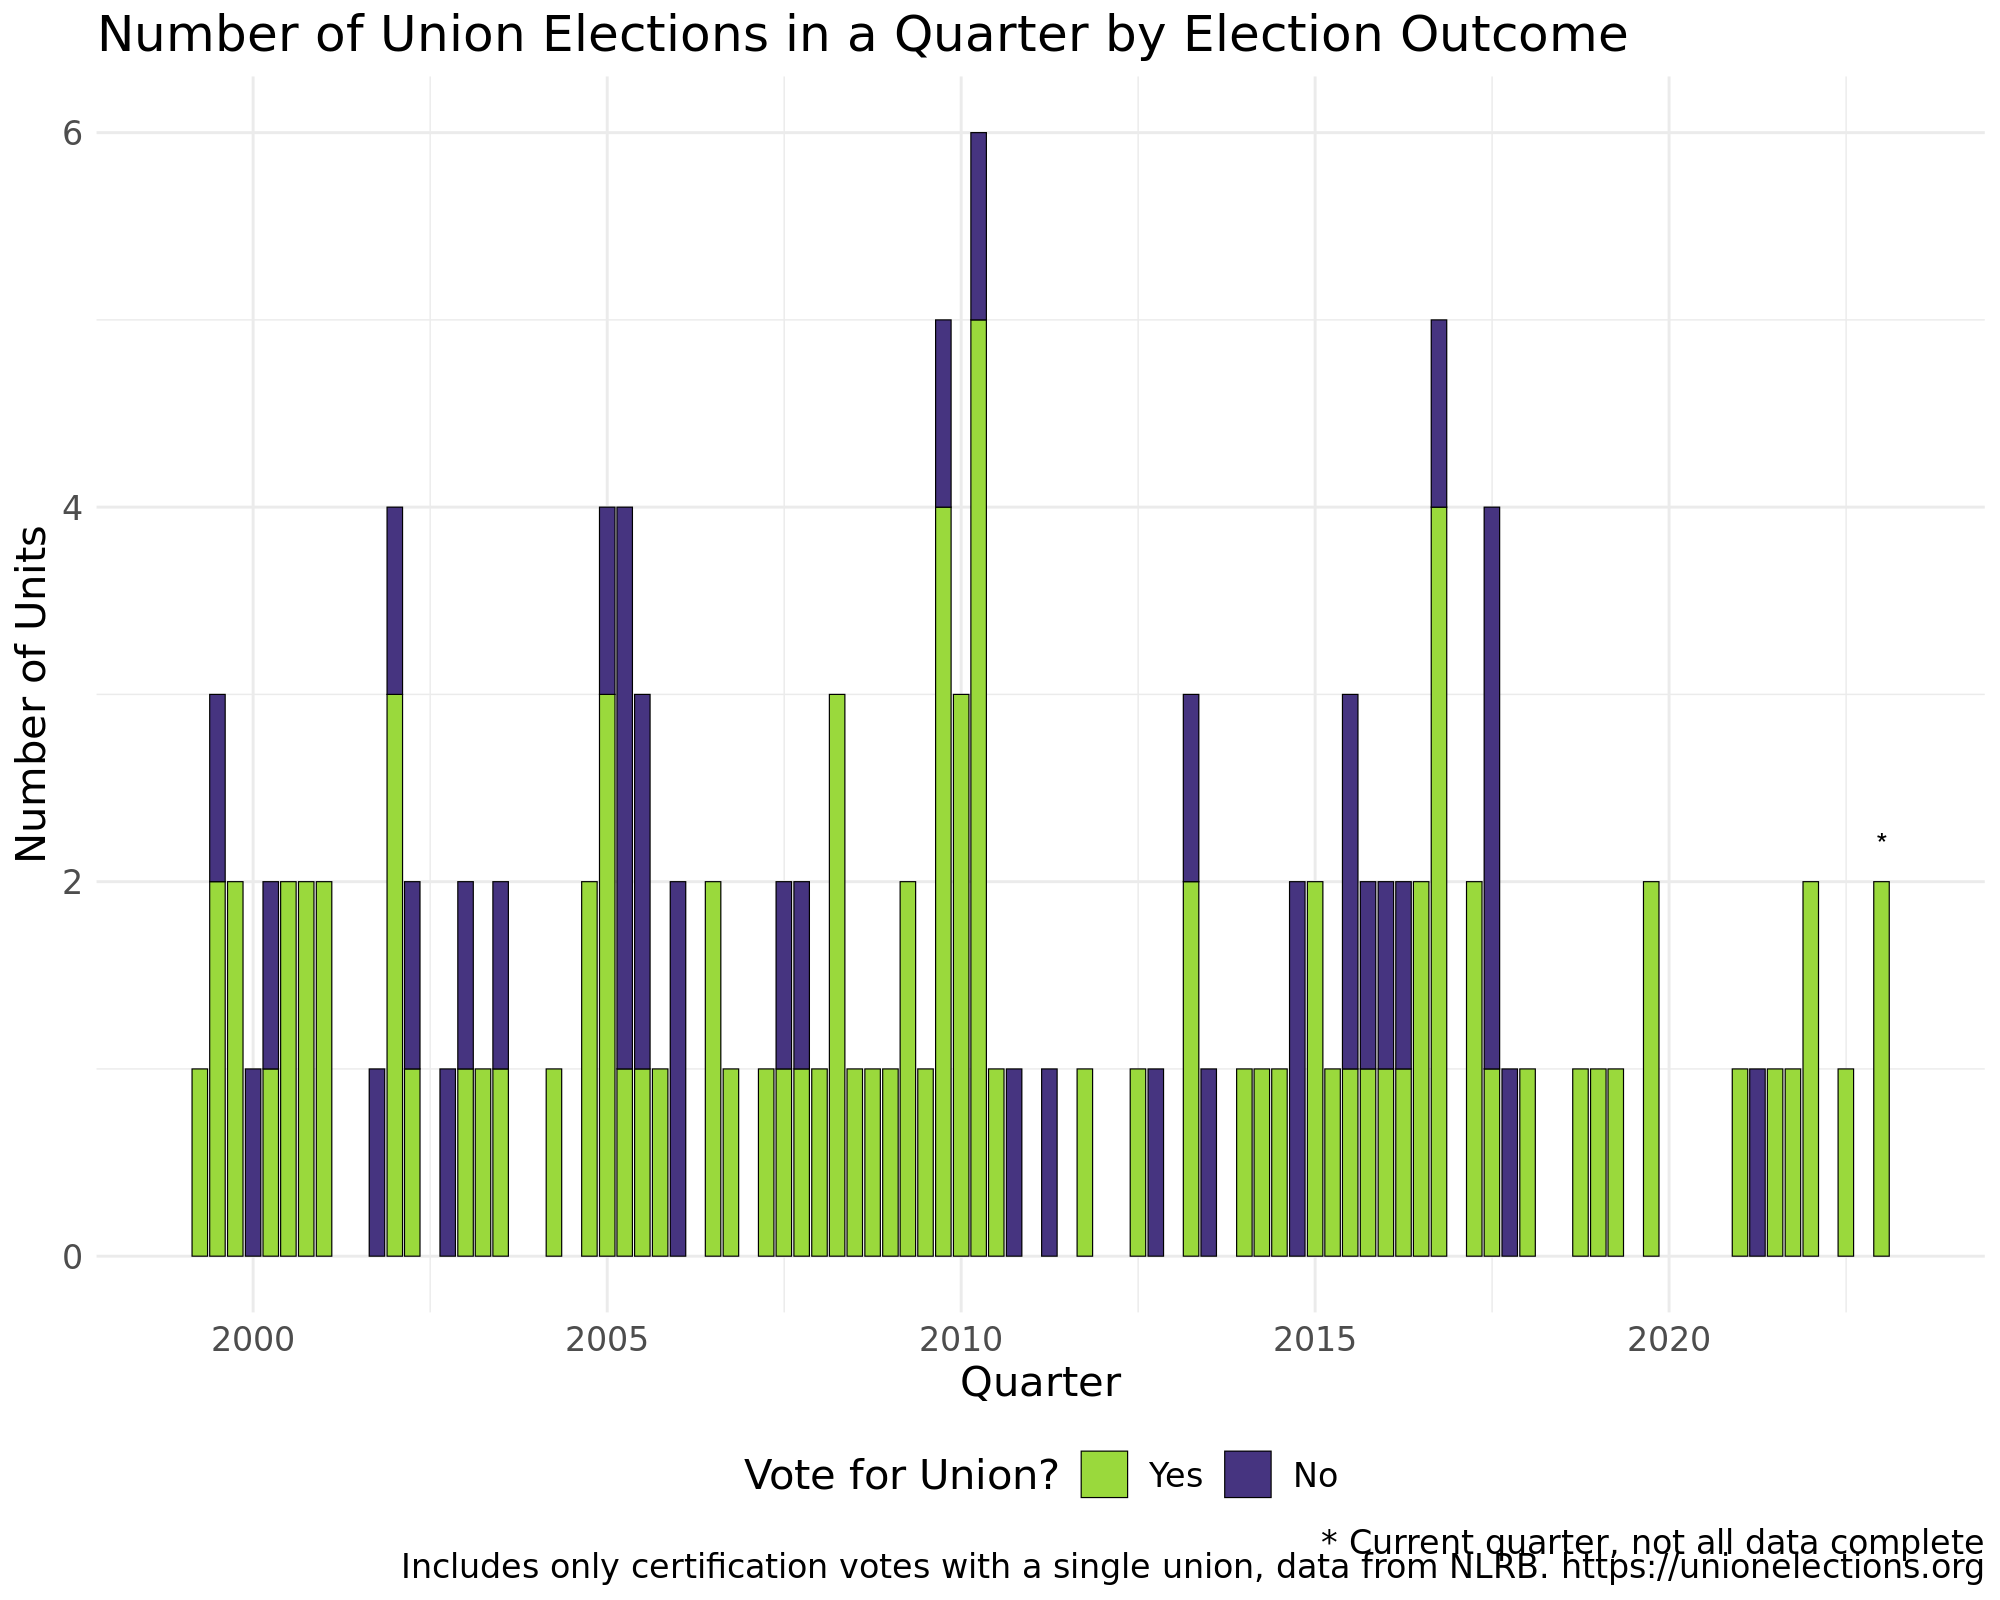 Number of Union Elections in a Quarter by Election Outcome
6
4
2
0
Number of Units
*
2000 2005 2010 2015 2020
Quarter
Vote for Union? Yes No
* Current quarter, not all data complete
Includes only certification votes with a single union, data from NLRB. https://unionelections.org